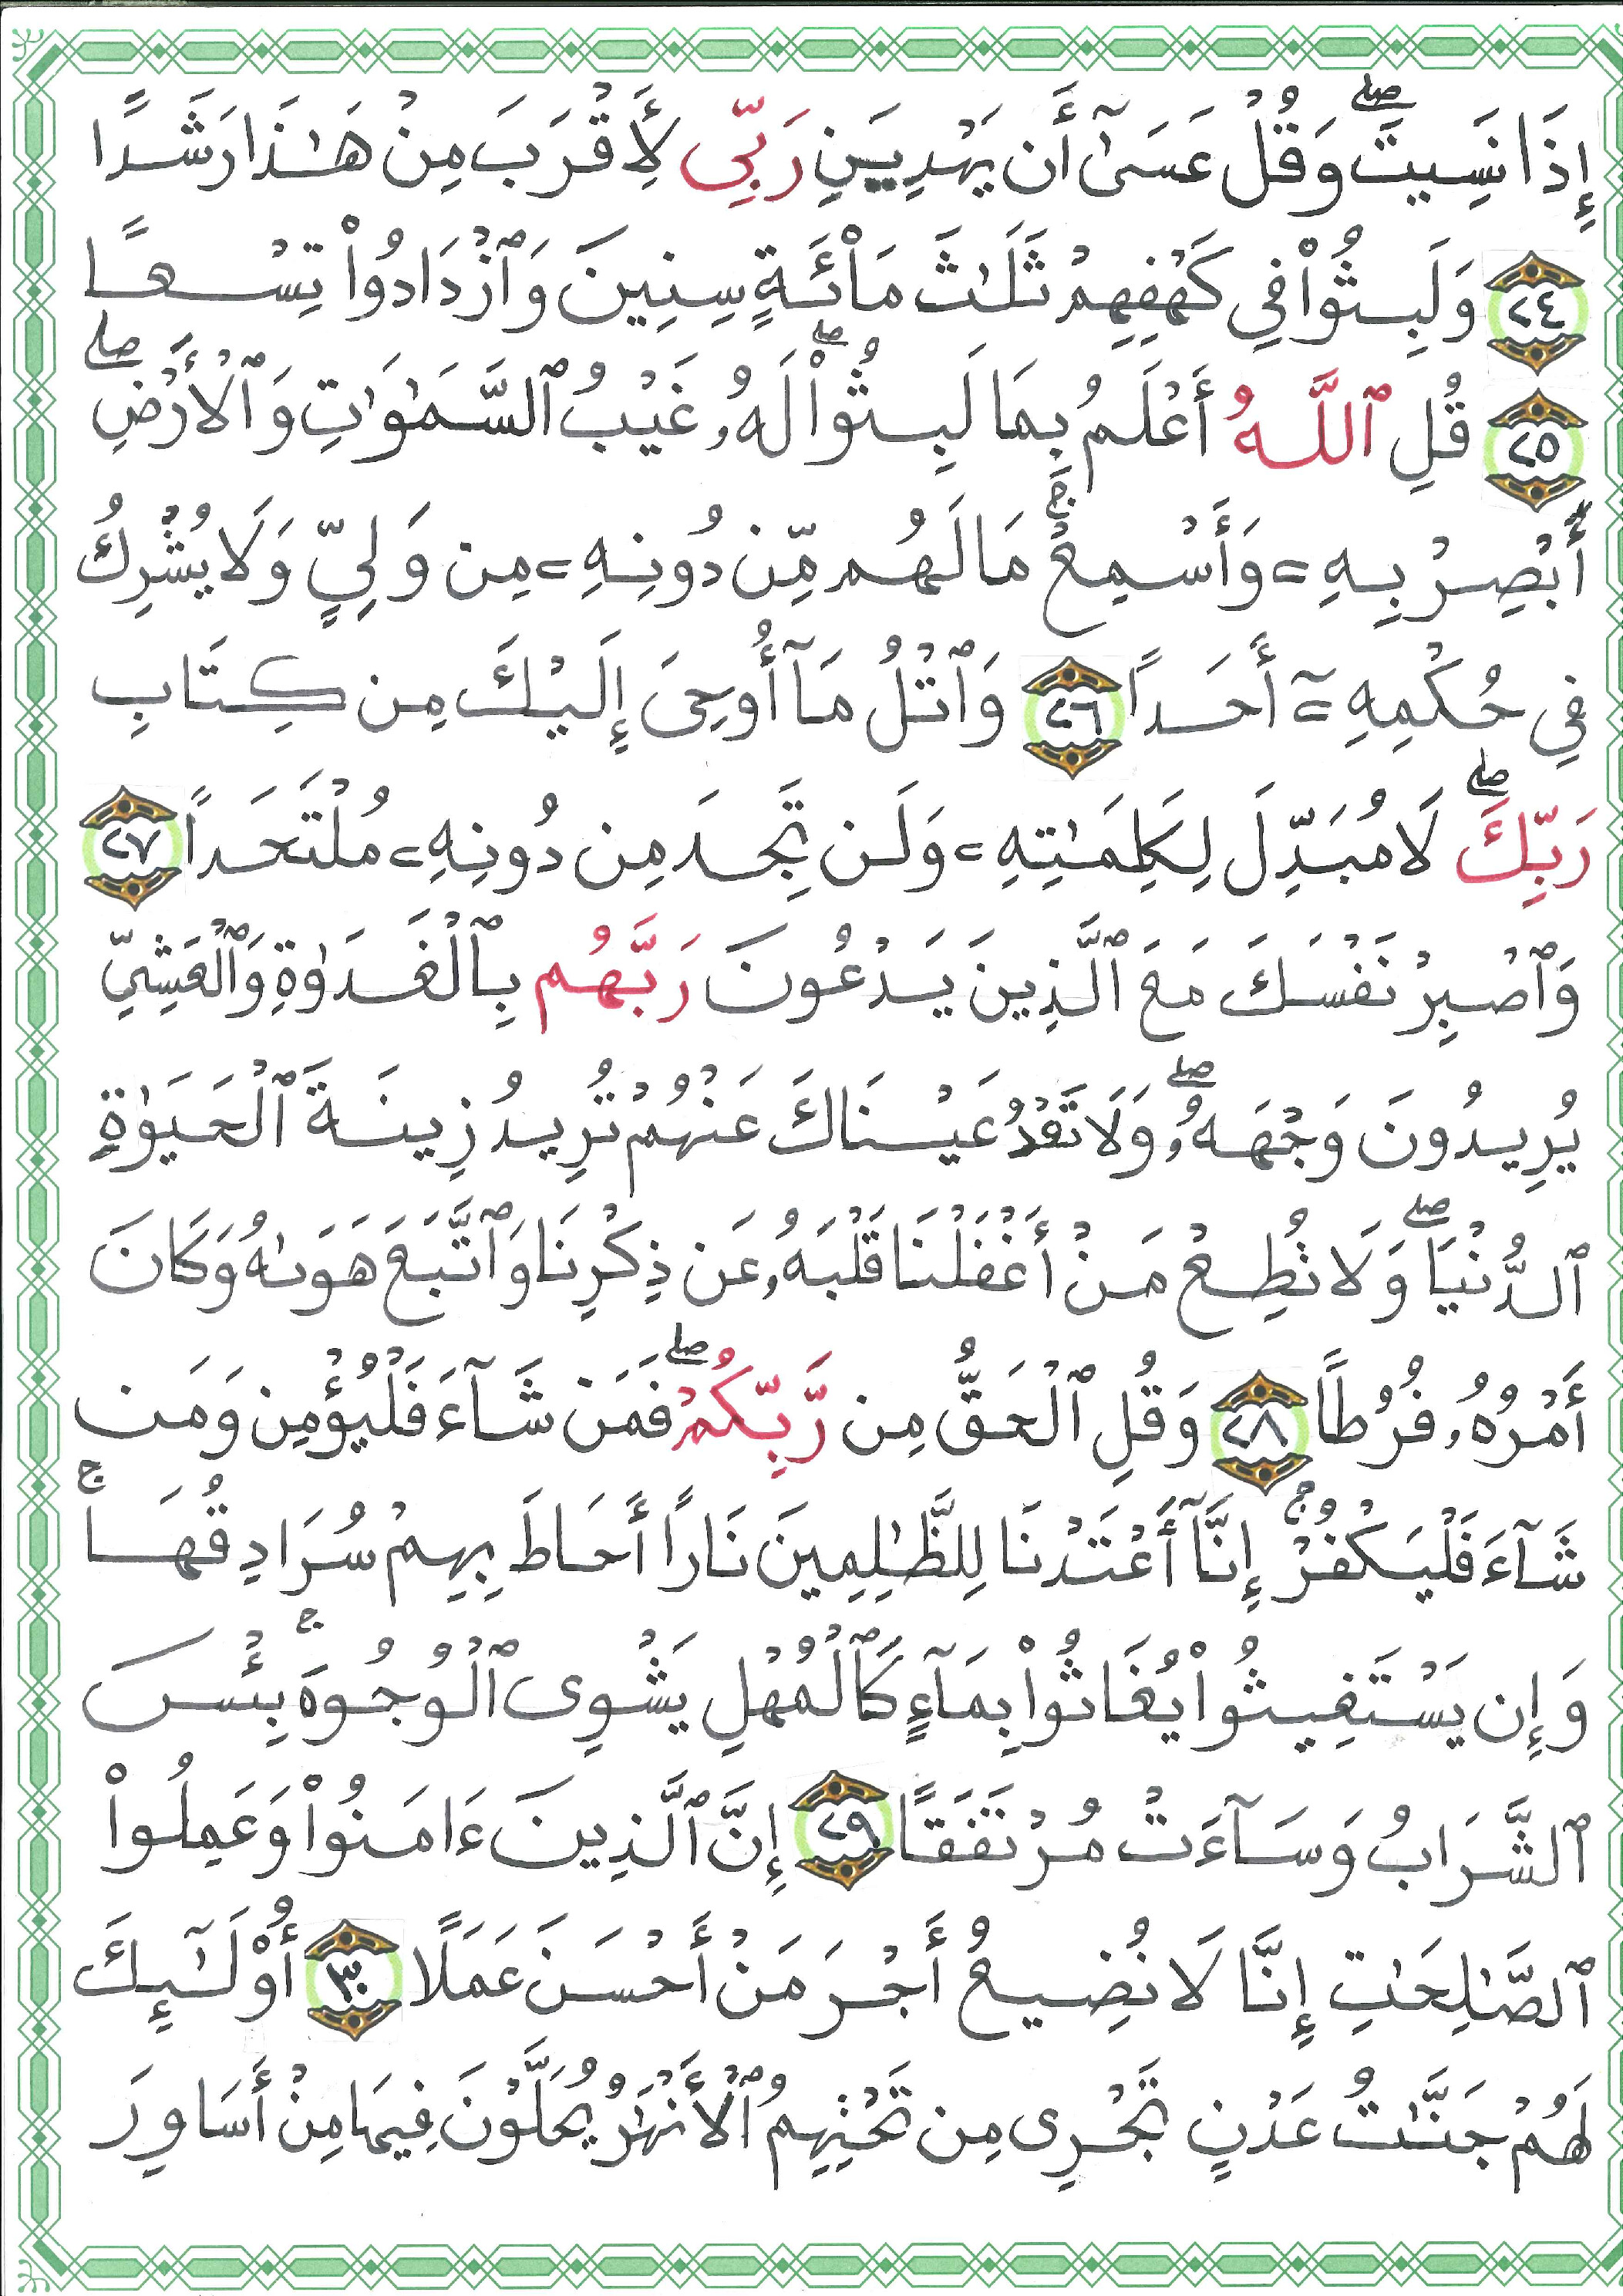 إِذَا نَسِيتَ ۖ وَقُلْ عَسَىٰٓ أَن يَهْدِيَنِ رَبِّى لِأَقْرَبَ مِنْ هَـٰذَا رَشَدًا
٢٤ وَلَبِثُوا۟ فِى كَهْفِهِمْ ثَلَـٰثَ مِا۟ئَةٍ سِنِينَ وَٱزْدَادُوا۟ تِسْعًا
٢٥ قُلِ ٱللَّهُ أَعْلَمُ بِمَا لَبِثُوا۟ ۖ لَهُۥ غَيْبُ ٱلسَّمَـٰوَٰتِ وَٱلْأَرْضِ ۖ
أَبْصِرْ بِهِۦ وَأَسْمِعْ ۚ مَا لَهُم مِّن دُونِهِۦ مِن وَلِىٍّ وَلَا يُشْرِكُ
فِى حُكْمِهِۦٓ أَحَدًا ٢٦ وَٱتْلُ مَآ أُوحِىَ إِلَيْكَ مِن كِتَابِ
رَبِّكَ ۖ لَا مُبَدِّلَ لِكَلِمَـٰتِهِۦ وَلَن تَجِدَ مِن دُونِهِۦ مُلْتَحَدًا ٢٧
وَٱصْبِرْ نَفْسَكَ مَعَ ٱلَّذِينَ يَدْعُونَ رَبَّهُم بِٱلْغَدَوٰةِ وَٱلْعَشِىِّ
يُرِيدُونَ وَجْهَهُۥ ۖ وَلَا تَعْدُ عَيْنَاكَ عَنْهُمْ تُرِيدُ زِينَةَ ٱلْحَيَوٰةِ
ٱلدُّنْيَا ۖ وَلَا تُطِعْ مَنْ أَغْفَلْنَا قَلْبَهُۥ عَن ذِكْرِنَا وَٱتَّبَعَ هَوَىٰهُ وَكَانَ
أَمْرُهُۥ فُرُطًا ٢٨ وَقُلِ ٱلْحَقُّ مِن رَّبِّكُمْ ۖ فَمَن شَآءَ فَلْيُؤْمِن وَمَن
شَآءَ فَلْيَكْفُرْ ۚ إِنَّآ أَعْتَدْنَا لِلظَّـٰلِمِينَ نَارًا أَحَاطَ بِهِمْ سُرَادِقُهَا ۚ
وَإِن يَسْتَغِيثُوا۟ يُغَاثُوا۟ بِمَآءٍ كَٱلْمُهْلِ يَشْوِى ٱلْوُجُوهَ ۚ بِئْسَ
ٱلشَّرَابُ وَسَآءَتْ مُرْتَفَقًا ٢٩ إِنَّ ٱلَّذِينَ ءَامَنُوا۟ وَعَمِلُوا۟
ٱلصَّـٰلِحَـٰتِ إِنَّا لَا نُضِيعُ أَجْرَ مَنْ أَحْسَنَ عَمَلًا ٣٠ أُو۟لَـٰٓئِكَ
لَهُمْ جَنَّـٰتُ عَدْنٍ تَجْرِى مِن تَحْتِهِمُ ٱلْأَنْهَـٰرُ يُحَلَّوْنَ فِيهَا مِنْ أَسَاوِرَ